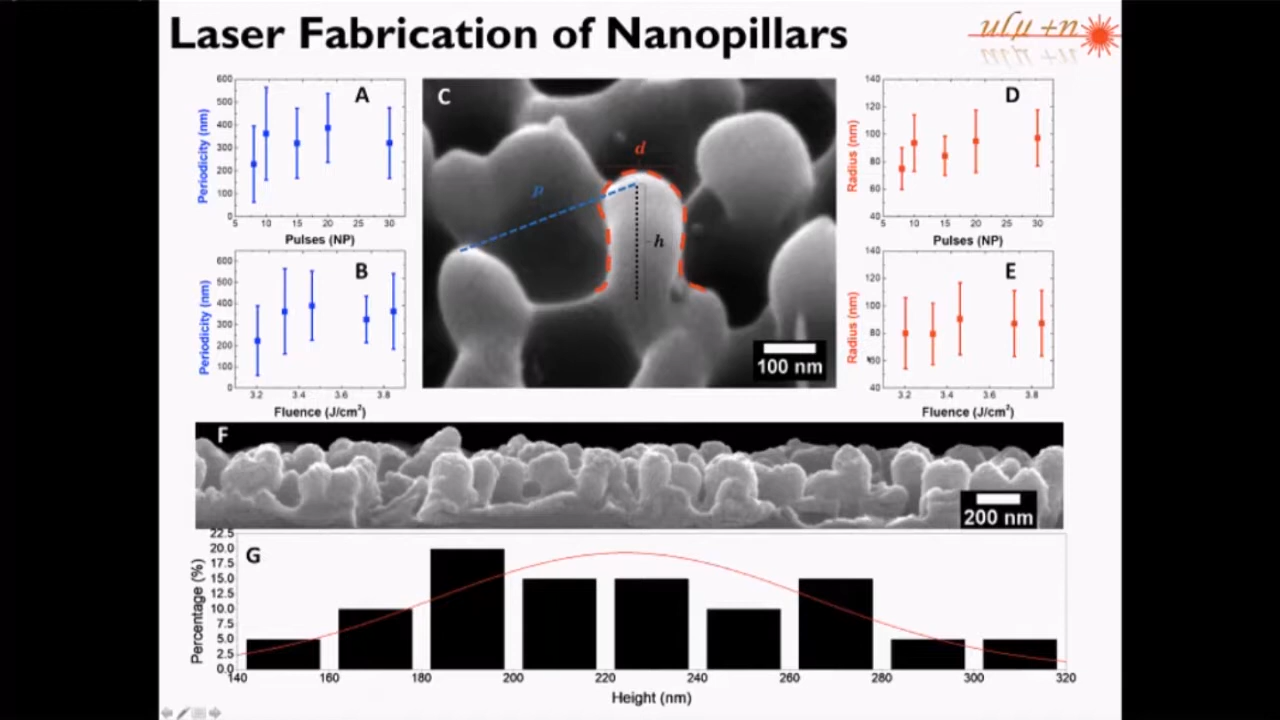 Laser Fabrication of Nanopillars
ulμ +n
A
Periodicity (nm)
600
500
400
300
200
100
0
5 10 15 20 25 30
Pulses (NP)
B
Periodicity (nm)
600
500
400
300
200
100
0
3.2 3.4 3.6 3.8
Fluence (J/cm²)
C
d
p
h
100 nm
D
Radius (nm)
140
120
100
80
60
40
5 10 15 20 25 30
Pulses (NP)
E
Radius (nm)
140
120
100
80
60
40
3.2 3.4 3.6 3.8
Fluence (J/cm²)
F
200 nm
G
Percentage (%)
22.5
20.0
17.5
15.0
12.5
10.0
7.5
5.0
2.5
0.0
140 160 180 200 220 240 260 280 300 320
Height (nm)